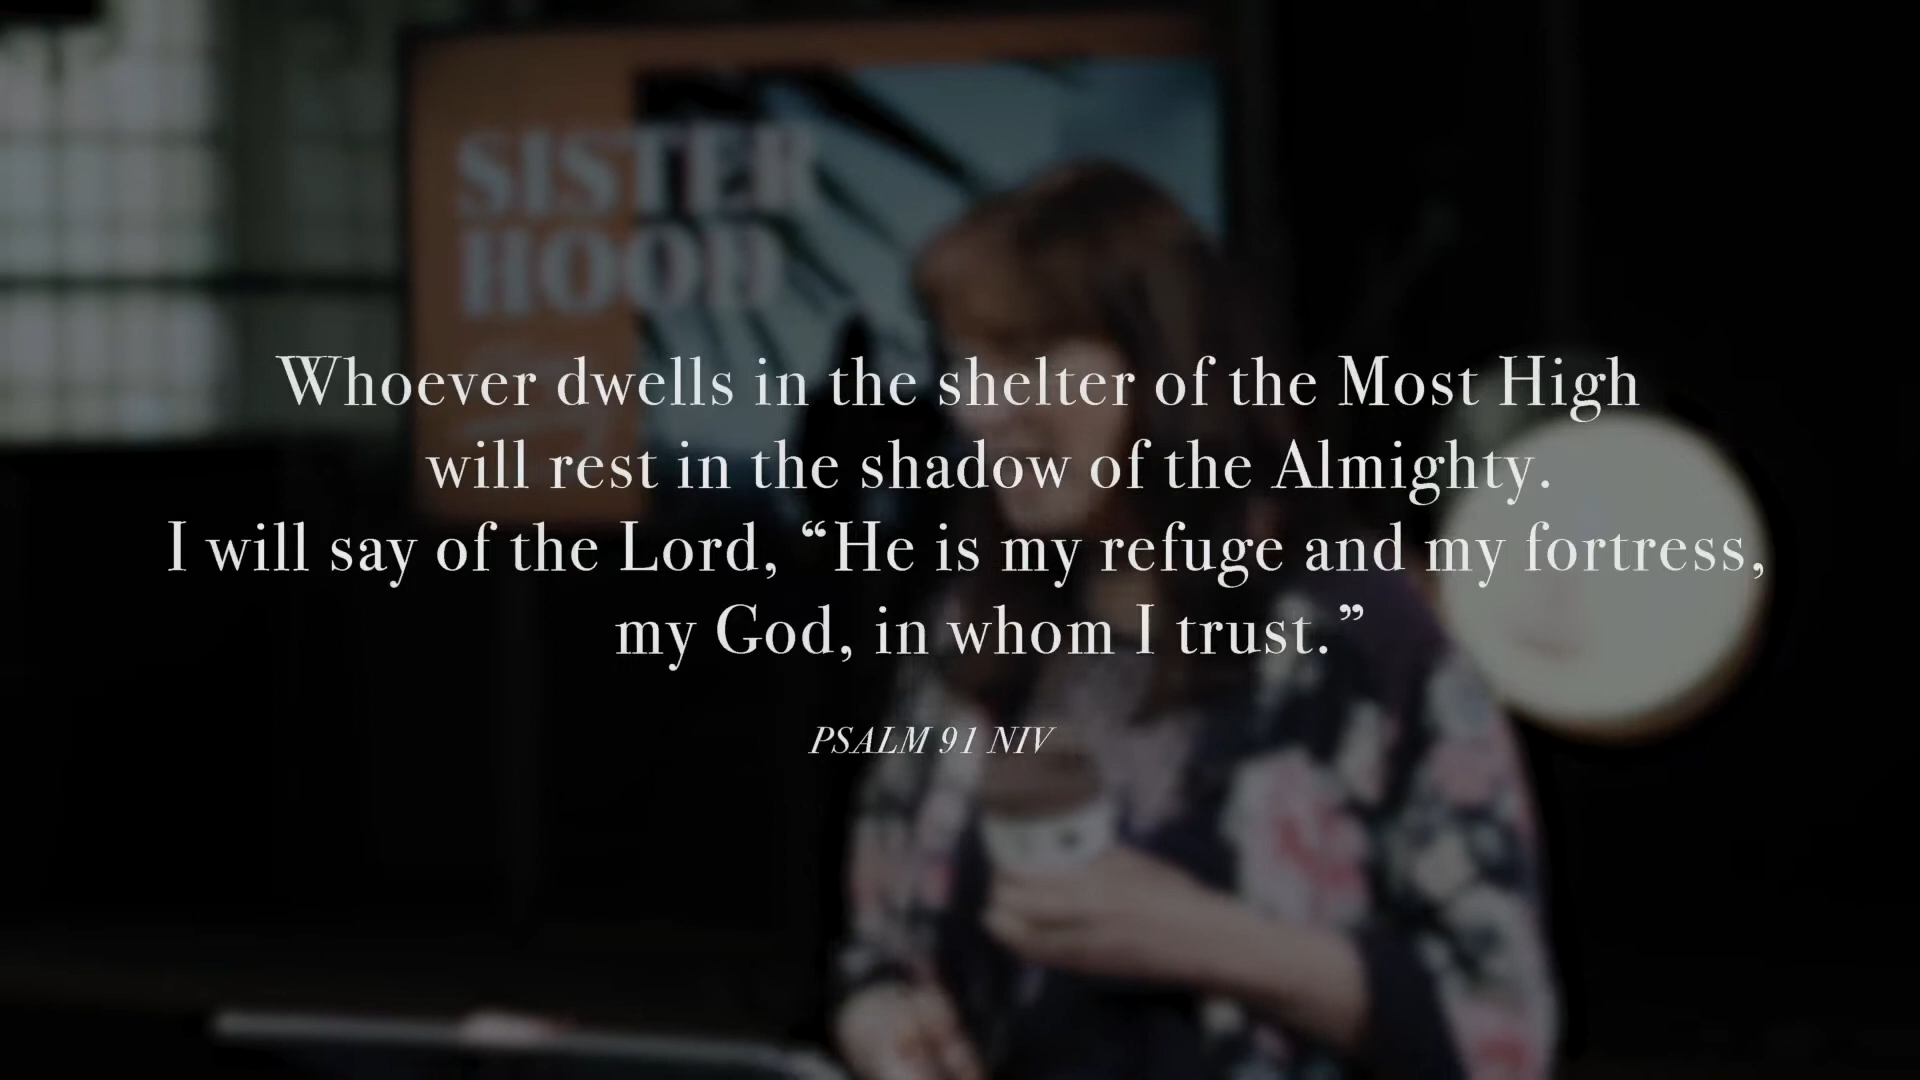 SISTER
HOOD
Whoever dwells in the shelter of the Most High
will rest in the shadow of the Almighty.
I will say of the Lord, “He is my refuge and my fortress,
my God, in whom I trust.”
PSALM 91 NIV